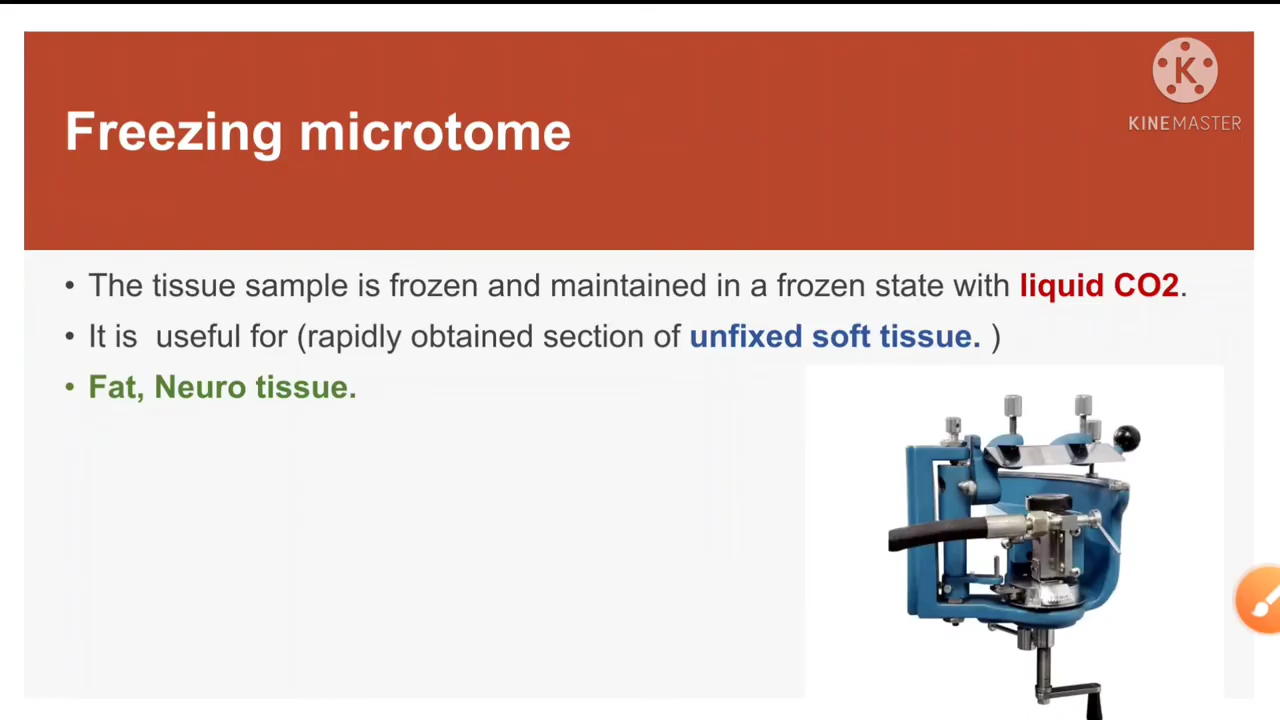 KINEMASTER
Freezing microtome
• The tissue sample is frozen and maintained in a frozen state with liquid CO2.
• It is useful for (rapidly obtained section of unfixed soft tissue. )
• Fat, Neuro tissue.